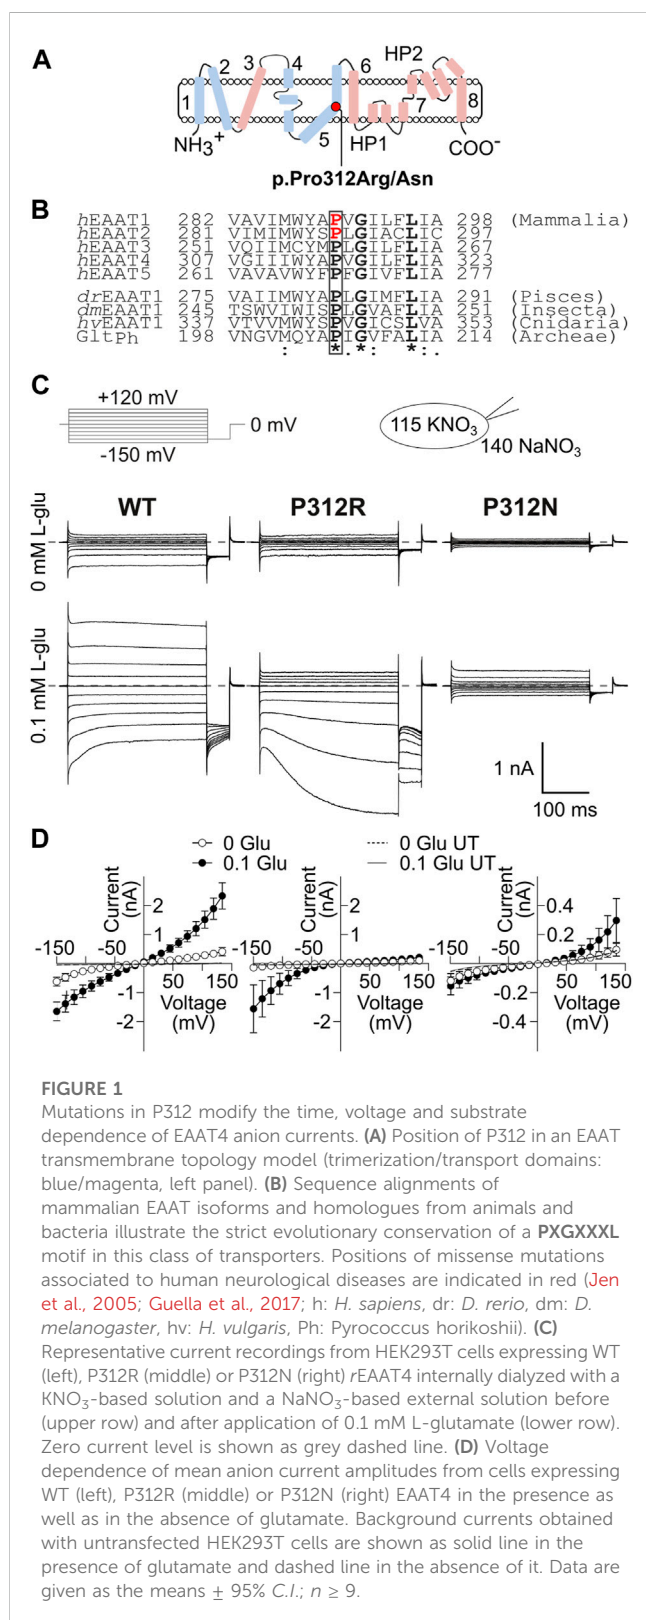 A
1
2
3
4
5
6
7
8
HP1
HP2
NH3+
COO-
p.Pro312Arg/Asn
B
hEAAT1 282 VAVIMWYAPVGILFLIA 298 (Mammalia)
hEAAT2 281 VIMIMWYSPLGIACLIC 297
hEAAT3 251 VQIIMCYMPLGILFLIA 267
hEAAT4 307 VGIIIWYAPVGILFLIA 323
hEAAT5 261 VAVAVWYFPFGIVFLIA 277
drEAAT1 275 VAIIMWYAPLGIMFLIA 291 (Pisces)
dmEAAT1 245 TSWVIWISPLGVAFLIA 251 (Insecta)
hvEAAT1 337 VTVVMWYSPVGICSLVA 353 (Cnidaria)
GltPh 198 VNGVMQYAPIGVFALIA 214 (Archeae)
: *.* *:.
C
+120 mV
0 mV
-150 mV
115 KNO3
140 NaNO3
WT P312R P312N
0 mM L-glu
0.1 mM L-glu
1 nA
100 ms
D
0 Glu
0.1 Glu
0 Glu UT
0.1 Glu UT
Current (nA)
2
1
-150 -50
50 150
-1
-2
Voltage (mV)
Current (nA)
2
1
-150 -50
50 150
-1
-2
Voltage (mV)
Current (nA)
0.4
0.2
-150 -50
50 150
-0.2
-0.4
Voltage (mV)
FIGURE 1
Mutations in P312 modify the time, voltage and substrate
dependence of EAAT4 anion currents. (A) Position of P312 in an EAAT
transmembrane topology model (trimerization/transport domains:
blue/magenta, left panel). (B) Sequence alignments of
mammalian EAAT isoforms and homologues from animals and
bacteria illustrate the strict evolutionary conservation of a PXGXXXL
motif in this class of transporters. Positions of missense mutations
associated to human neurological diseases are indicated in red (Jen
et al., 2005; Guella et al., 2017; h: H. sapiens, dr: D. rerio, dm: D.
melanogaster, hv: H. vulgaris, Ph: Pyrococcus horikoshii). (C)
Representative current recordings from HEK293T cells expressing WT
(left), P312R (middle) or P312N (right) rEAAT4 internally dialyzed with a
KNO3-based solution and a NaNO3-based external solution before
(upper row) and after application of 0.1 mM L-glutamate (lower row).
Zero current level is shown as grey dashed line. (D) Voltage
dependence of mean anion current amplitudes from cells expressing
WT (left), P312R (middle) or P312N (right) EAAT4 in the presence as
well as in the absence of glutamate. Background currents obtained
with untransfected HEK293T cells are shown as solid line in the
presence of glutamate and dashed line in the absence of it. Data are
given as the means ± 95% C.I.; n ≥ 9.